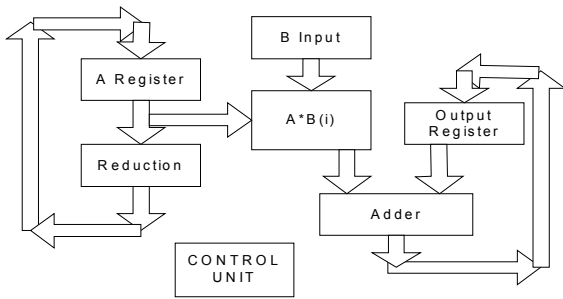 B Input
A Register
A*B(i)
Output
Register
Reduction
Adder
CONTROL
UNIT